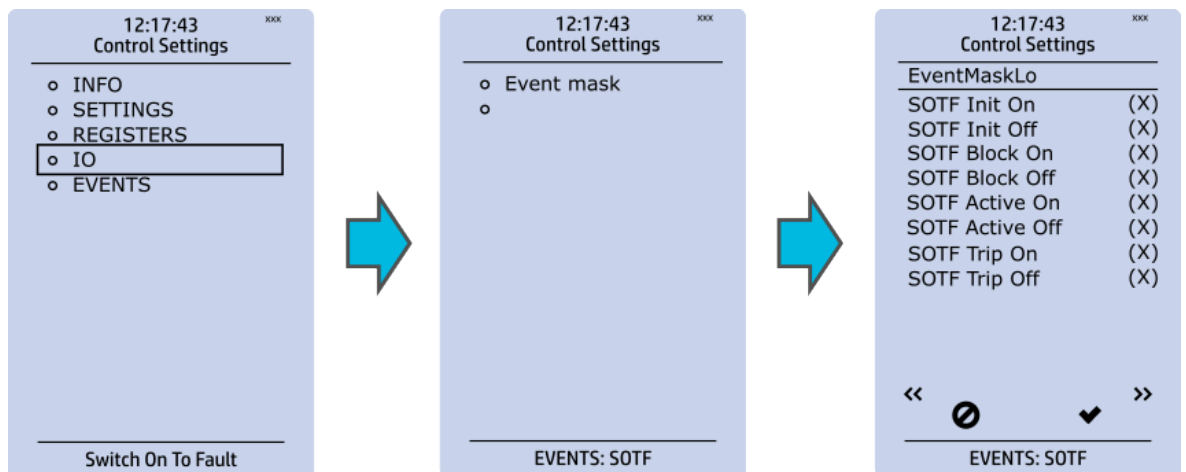 12:17:43 xxx
Control Settings
INFO
SETTINGS
REGISTERS
IO
EVENTS
Switch On To Fault
12:17:43 xxx
Control Settings
Event mask
EVENTS: SOTF
12:17:43 xxx
Control Settings
EventMaskLo
SOTF Init On (X)
SOTF Init Off (X)
SOTF Block On (X)
SOTF Block Off (X)
SOTF Active On (X)
SOTF Active Off (X)
SOTF Trip On (X)
SOTF Trip Off (X)
<< >>
EVENTS: SOTF